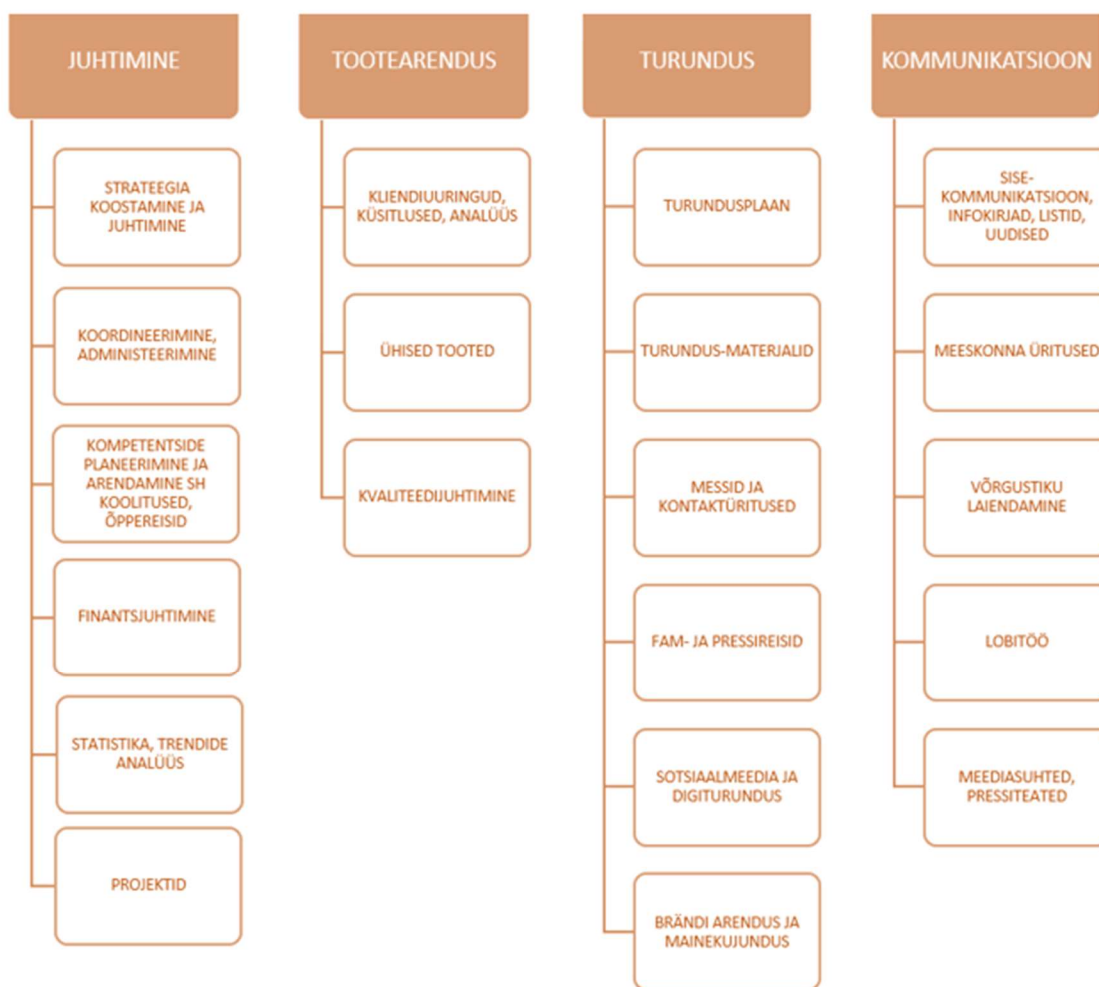 JUHTIMINE
STRATEEGIA
KOOSTAMINE JA
JUHTIMINE
KOORDINEERIMINE,
ADMINISTEERIMINE
KOMPETENTSIDE
PLANEERIMINE JA
ARENDAMINE SH
KOOLITUSED,
ÕPPEREISID
FINANTSJUHTIMINE
STATISTIKA, TRENDIDE
ANALÜÜS
PROJEKTID
TOOTEARENDUS
KLIENDIUURINGUD,
KÜSITLUSED, ANALÜÜS
ÜHISED TOOTED
KVALITEEDIJUHTIMINE
TURUNDUS
TURUNDUSPLAAN
TURUNDUS-MATERJALID
MESSID JA
KONTAKTÜRITUSED
FAM- JA PRESSIREISID
SOTSIAALMEEDIA JA
DIGITURUNDUS
BRÄNDI ARENDUS JA
MAINEKUJUNDUS
KOMMUNIKATSIOON
SISE-
KOMMUNIKATSIOON,
INFOKIRJAD, LISTID,
UUDISED
MEESKONNA ÜRITUSED
VÕRGUSTIKU
LAIENDAMINE
LOBITÖÖ
MEEDIASUHTED,
PRESSITEATED